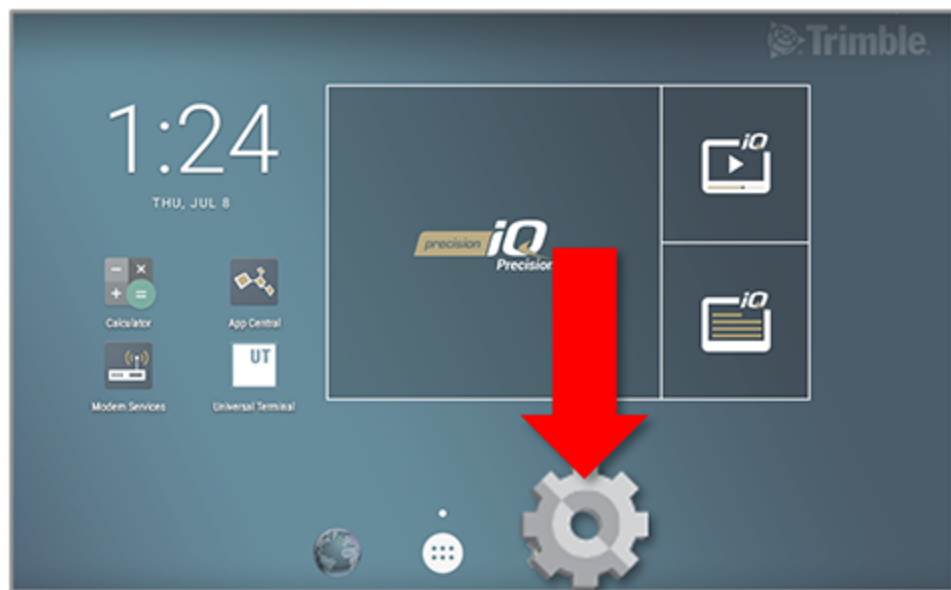 Trimble
1:24
THU, JUL 8
precision iQ
Precision
iQ
iQ
Calculator
App Central
UT
Modem Services
Universal Terminal